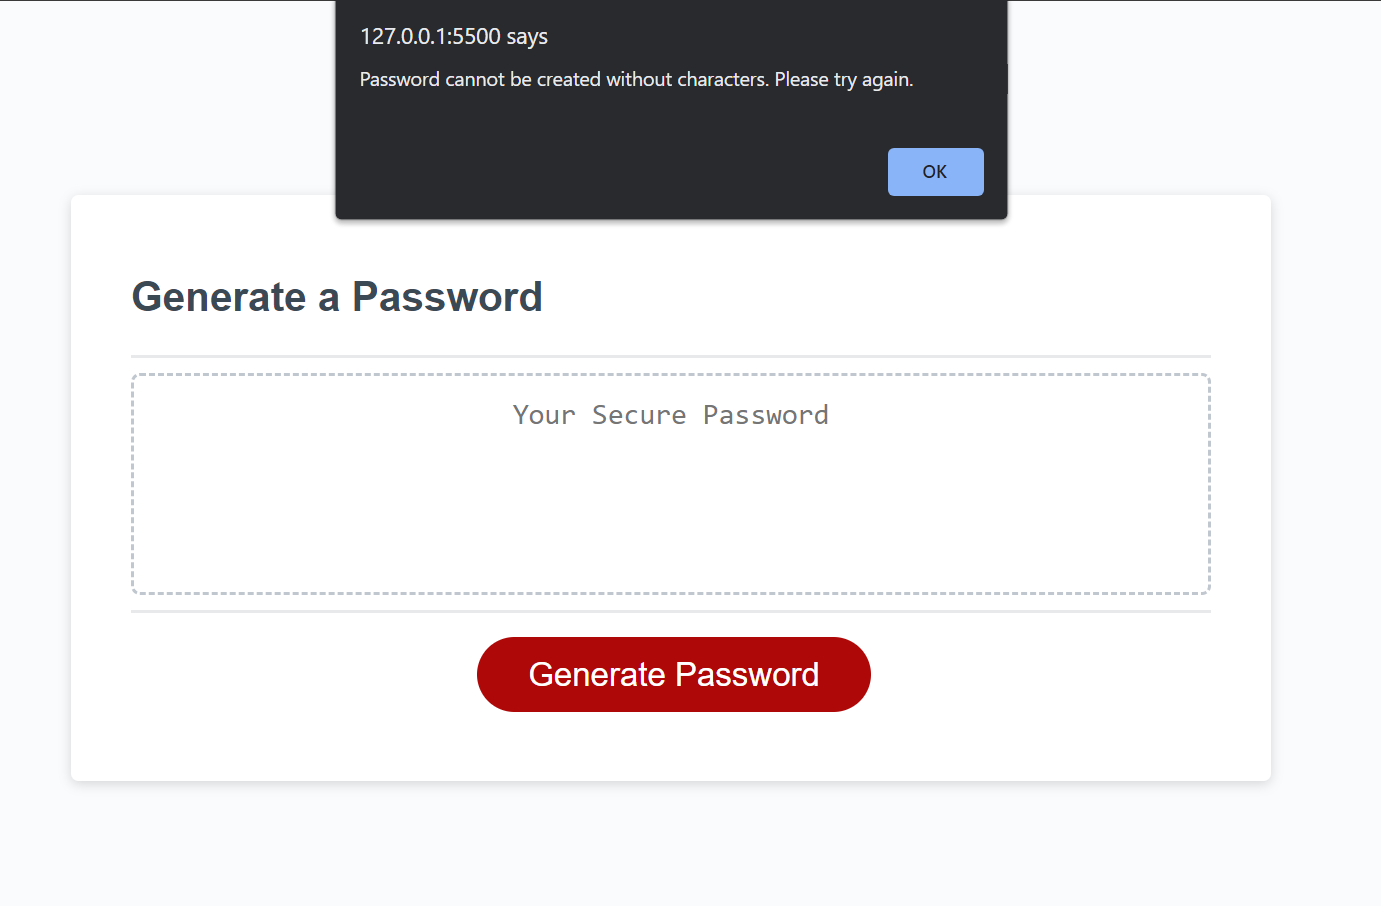 127.0.0.1:5500 says
Password cannot be created without characters. Please try again.
OK
Generate a Password
Your Secure Password
Generate Password